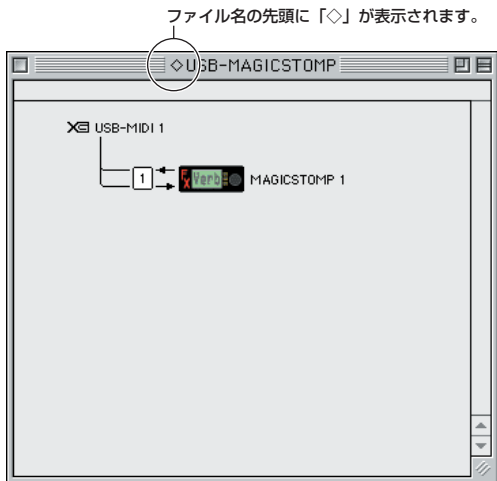 ファイル名の先頭に「◇」が表示されます。
◇USB-MAGICSTOMP
USB-MIDI 1
1
FX Verb
MAGICSTOMP 1